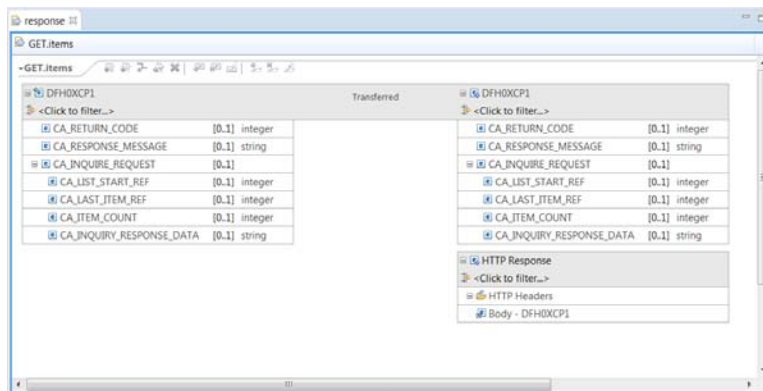 response
GET.items
GET.items
DFH0XCP1
<Click to filter...>
CA_RETURN_CODE [0..1] integer
CA_RESPONSE_MESSAGE [0..1] string
CA_INQUIRE_REQUEST [0..1]
CA_LIST_START_REF [0..1] integer
CA_LAST_ITEM_REF [0..1] integer
CA_ITEM_COUNT [0..1] integer
CA_INQUIRY_RESPONSE_DATA [0..1] string
Transferred
DFH0XCP1
<Click to filter...>
CA_RETURN_CODE [0..1] integer
CA_RESPONSE_MESSAGE [0..1] string
CA_INQUIRE_REQUEST [0..1]
CA_LIST_START_REF [0..1] integer
CA_LAST_ITEM_REF [0..1] integer
CA_ITEM_COUNT [0..1] integer
CA_INQUIRY_RESPONSE_DATA [0..1] string
HTTP Response
<Click to filter...>
HTTP Headers
Body - DFH0XCP1